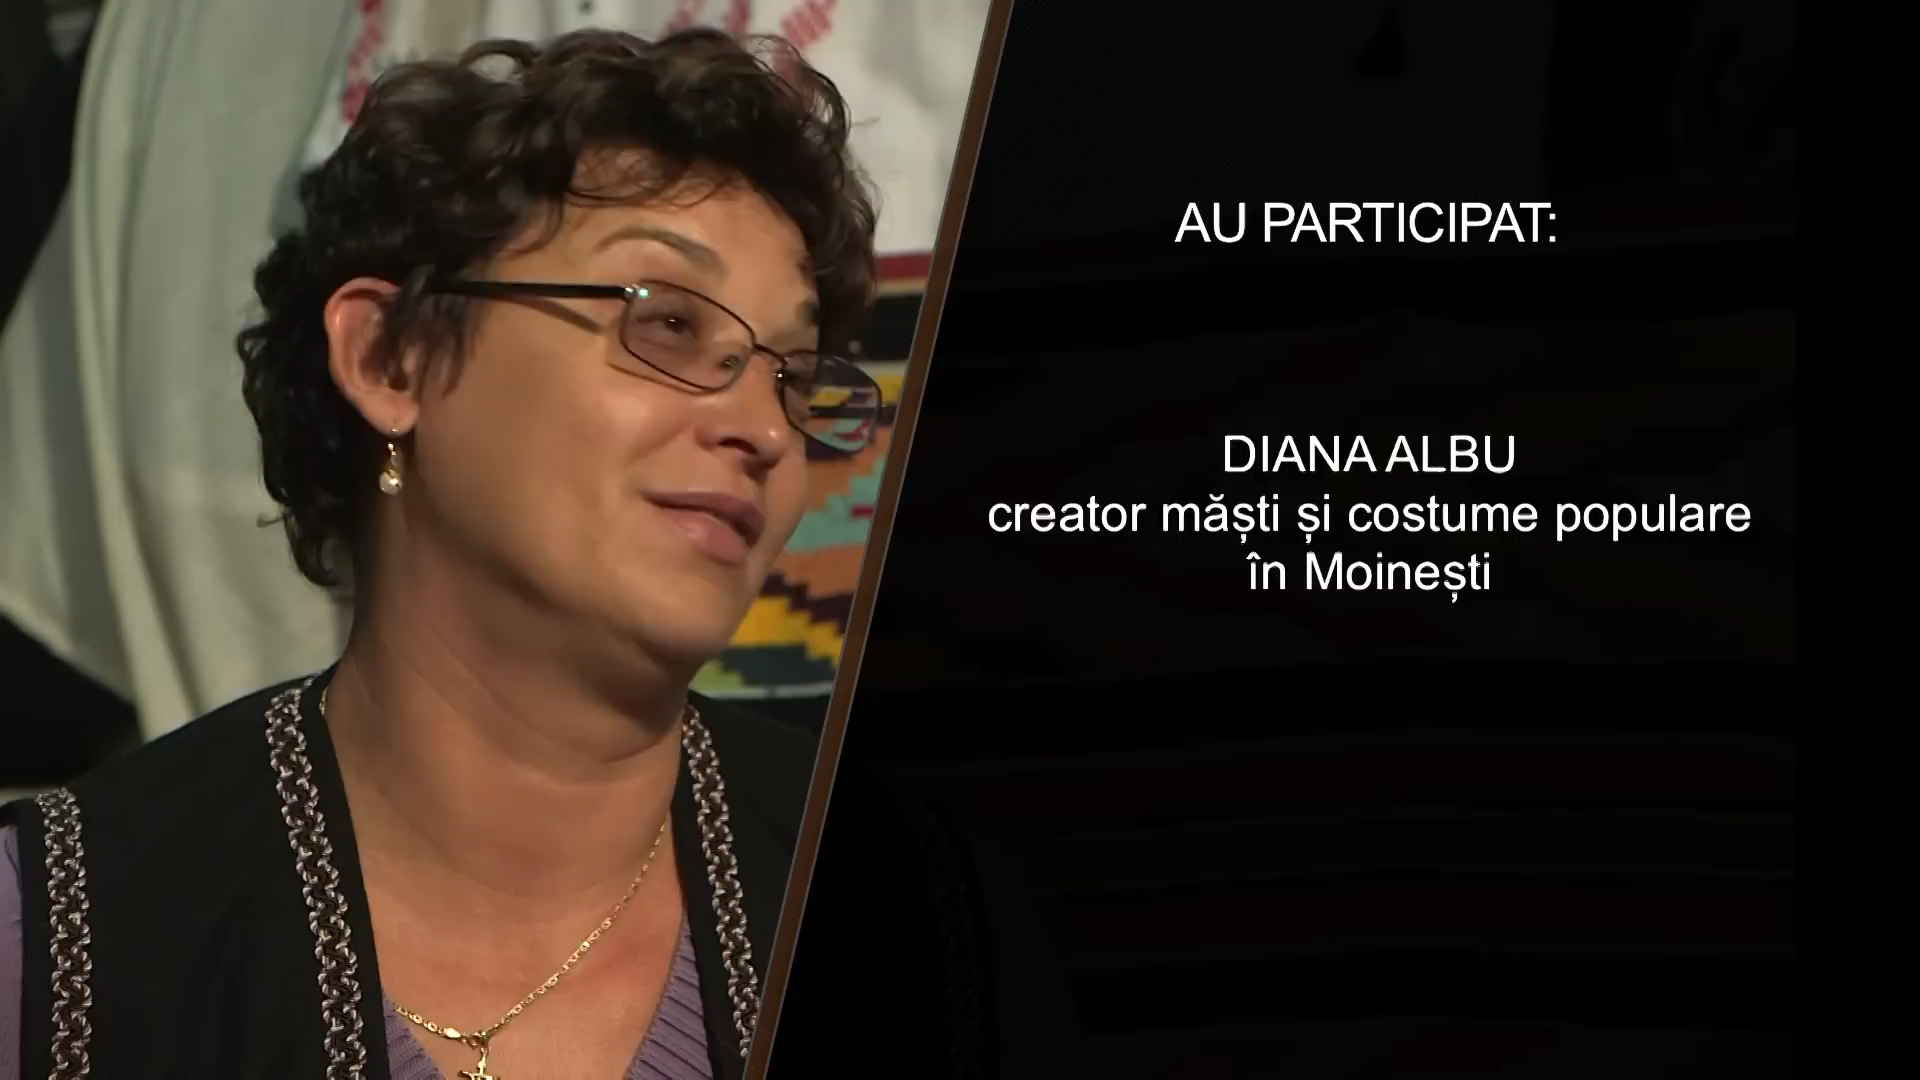 AU PARTICIPAT:
DIANA ALBU
creator măști și costume populare
în Moinești